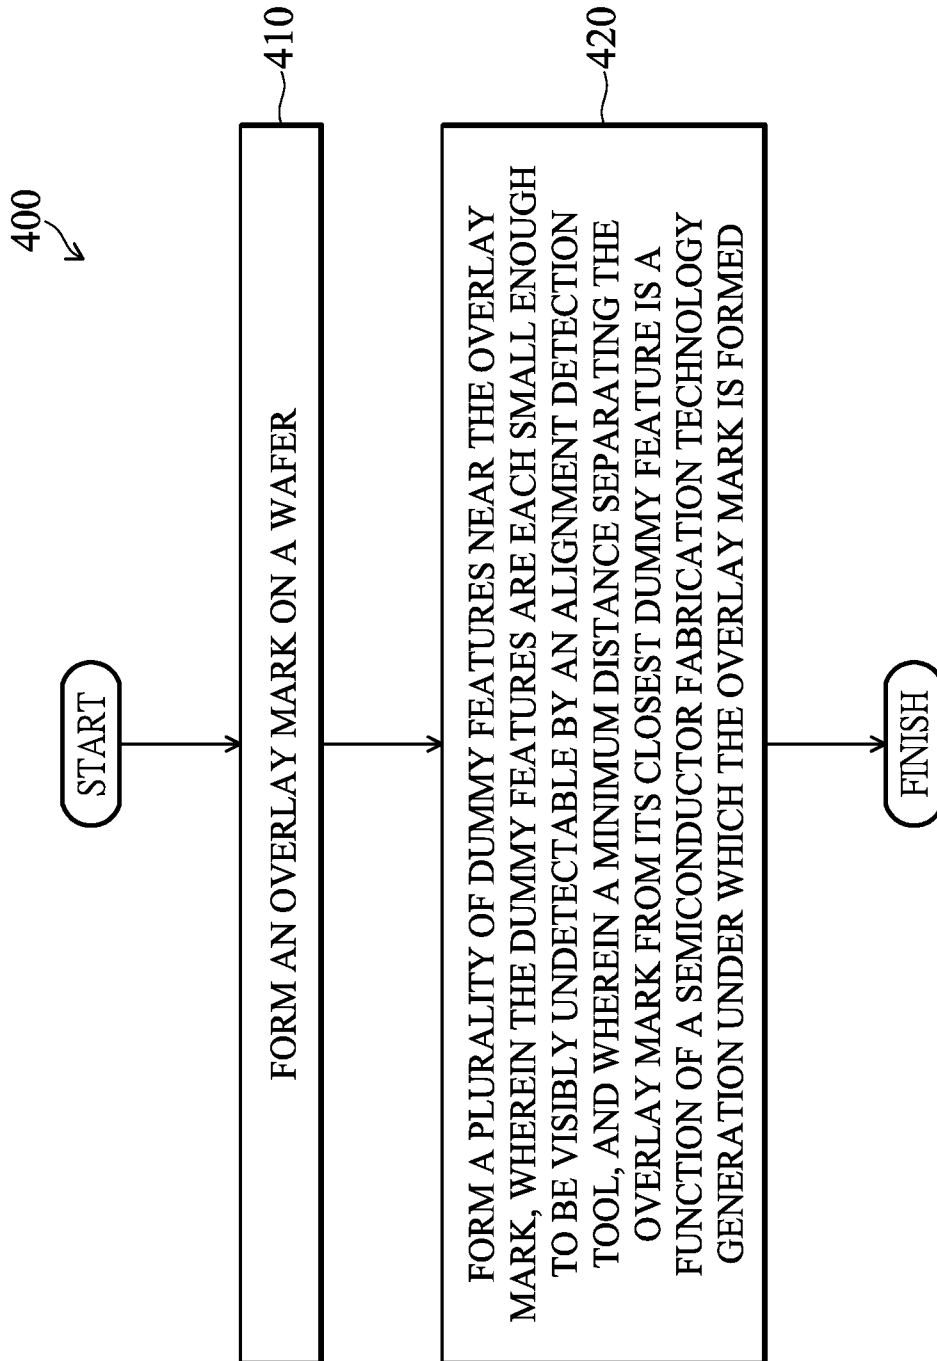 400
START
FORM AN OVERLAY MARK ON A WAFER
410
FORM A PLURALITY OF DUMMY FEATURES NEAR THE OVERLAY
MARK, WHEREIN THE DUMMY FEATURES ARE EACH SMALL ENOUGH
TO BE VISIBLY UNDETECTABLE BY AN ALIGNMENT DETECTION
TOOL, AND WHEREIN A MINIMUM DISTANCE SEPARATING THE
OVERLAY MARK FROM ITS CLOSEST DUMMY FEATURE IS A
FUNCTION OF A SEMICONDUCTOR FABRICATION TECHNOLOGY
GENERATION UNDER WHICH THE OVERLAY MARK IS FORMED
420
FINISH